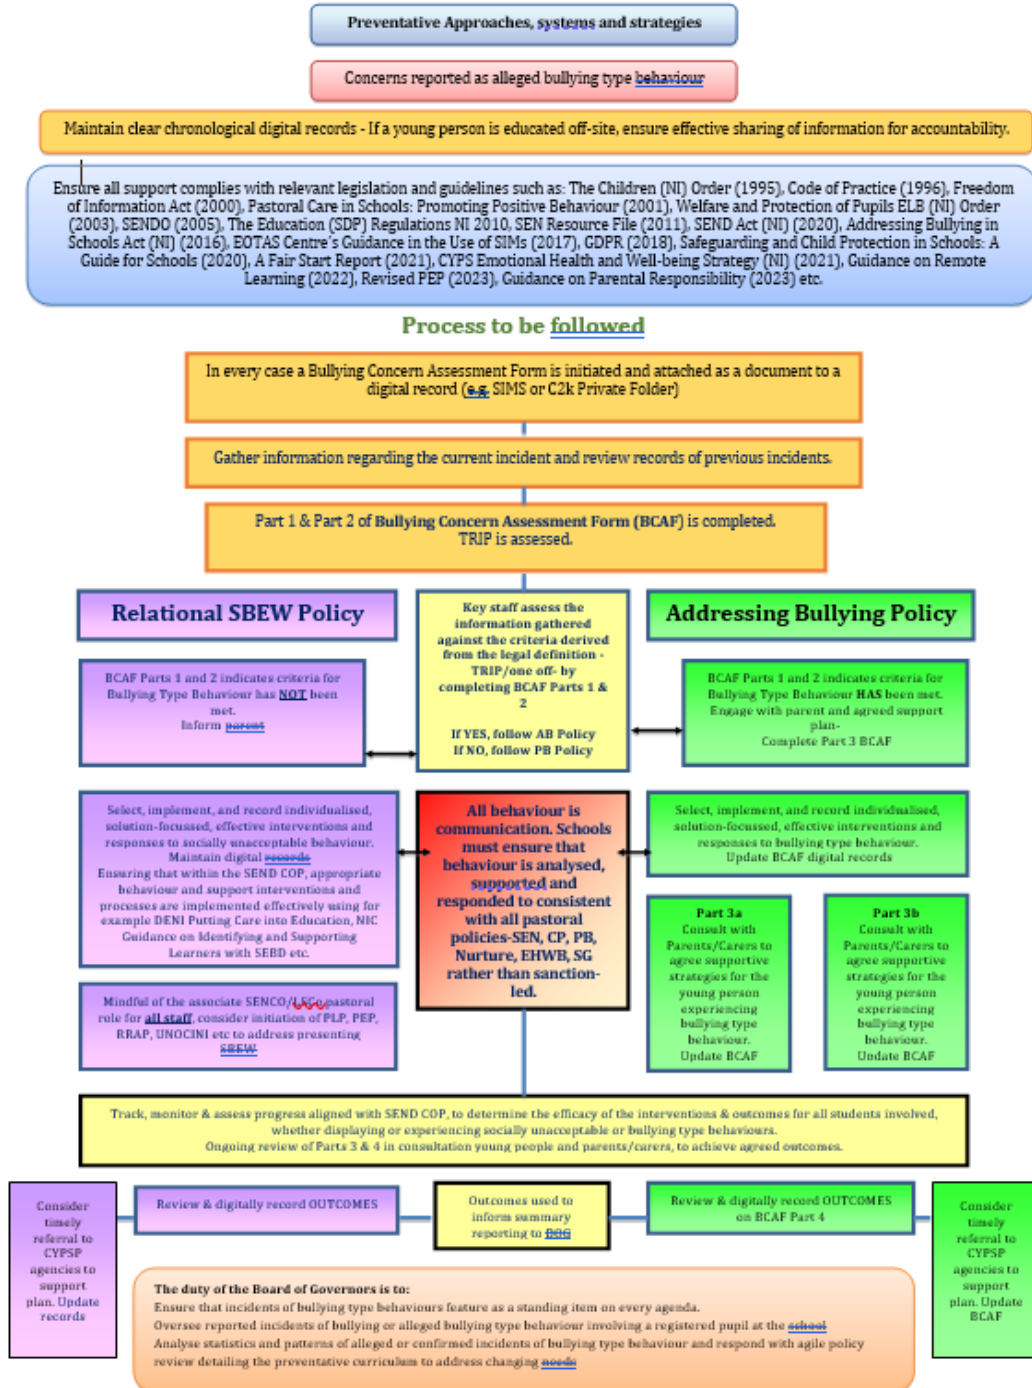 Preventative Approaches, systems and strategies
Concerns reported as alleged bullying type behaviour
Maintain clear chronological digital records - If a young person is educated off-site, ensure effective sharing of information for accountability.
Ensure all support complies with relevant legislation and guidelines such as: The Children (NI) Order (1995), Code of Practice (1996), Freedom
of Information Act (2000), Pastoral Care in Schools: Promoting Positive Behaviour (2001), Welfare and Protection of Pupils ELB (NI) Order
(2003), SENDO (2005), The Education (SDP) Regulations NI 2010, SEN Resource File (2011), SEND Act (NI) (2020), Addressing Bullying in
Schools Act (NI) (2016), EOTAS Centre's Guidance in the Use of SIMs (2017), GDPR (2018), Safeguarding and Child Protection in Schools: A
Guide for Schools (2020), A Fair Start Report (2021), CYPS Emotional Health and Well-being Strategy (NI) (2021), Guidance on Remote
Learning (2022), Revised PEP (2023), Guidance on Parental Responsibility (2023) etc.
Process to be followed
In every case a Bullying Concern Assessment Form is initiated and attached as a document to a
digital record (e.g. SIMS or C2k Private Folder)
Gather information regarding the current incident and review records of previous incidents.
Part 1 & Part 2 of Bullying Concern Assessment Form (BCAF) is completed.
TRIP is assessed.
Relational SBEW Policy
BCAF Parts 1 and 2 indicates criteria for
Bullying Type Behaviour has NOT been
met.
Inform parent
Key staff assess the
information gathered
against the criteria derived
from the legal definition -
TRIP/one off- by
completing BCAF Parts 1 &
2
If YES, follow AB Policy
If NO, follow PB Policy
Addressing Bullying Policy
BCAF Parts 1 and 2 indicates criteria for
Bullying Type Behaviour HAS been met.
Engage with parent and agreed support
plan-
Complete Part 3 BCAF
Select, implement, and record individualised,
solution-focussed, effective interventions and
responses to socially unacceptable behaviour.
Maintain digital records
Ensuring that within the SEND COP, appropriate
behaviour and support interventions and
processes are implemented effectively using for
example DENI Putting Care into Education, NIC
Guidance on Identifying and Supporting
Learners with SEBD etc.
Mindful of the associate SENCO/LSCo pastoral
role for all staff, consider initiation of PLP, PEP,
RRAP, UNOCINI etc to address presenting
SBEW
All behaviour is
communication. Schools
must ensure that
behaviour is analysed,
supported and
responded to consistent
with all pastoral
policies-SEN, CP, PB,
Nurture, EHWB, SG
rather than sanction-
led.
Select, implement, and record individualised,
solution-focussed, effective interventions and
responses to bullying type behaviour.
Update BCAF digital records
Part 3a
Consult with
Parents/Carers to
agree supportive
strategies for the
young person
experiencing
bullying type
behaviour.
Update BCAF
Part 3b
Consult with
Parents/Carers to
agree supportive
strategies for the
young person
experiencing
bullying type
behaviour.
Update BCAF
Track, monitor & assess progress aligned with SEND COP, to determine the efficacy of the interventions & outcomes for all students involved,
whether displaying or experiencing socially unacceptable or bullying type behaviours.
Ongoing review of Parts 3 & 4 in consultation young people and parents/carers, to achieve agreed outcomes.
Consider
timely
referral to
CYPSP
agencies to
support
plan. Update
records
Review & digitally record OUTCOMES
Outcomes used to
inform summary
reporting to BOG
Review & digitally record OUTCOMES
on BCAF Part 4
Consider
timely
referral to
CYPSP
agencies to
support
plan. Update
BCAF
The duty of the Board of Governors is to:
Ensure that incidents of bullying type behaviours feature as a standing item on every agenda.
Oversee reported incidents of bullying or alleged bullying type behaviour involving a registered pupil at the school
Analyse statistics and patterns of alleged or confirmed incidents of bullying type behaviour and respond with agile policy
review detailing the preventative curriculum to address changing needs